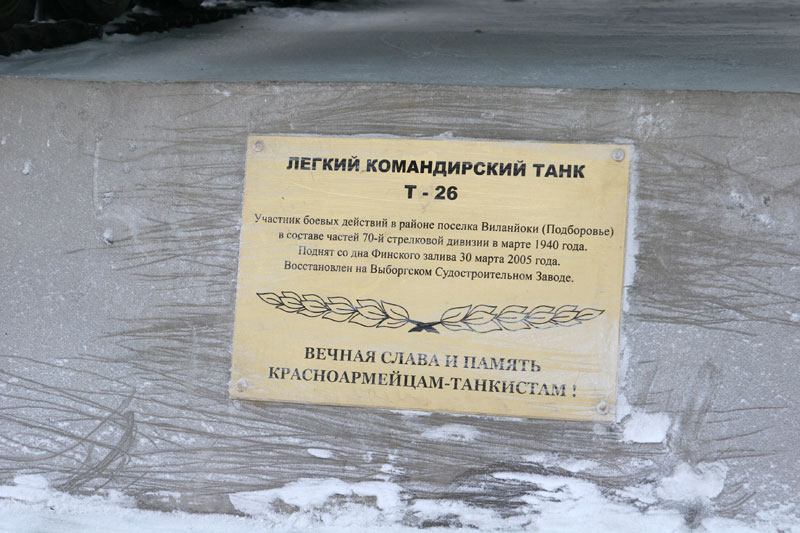 ЛЕГКИЙ КОМАНДИРСКИЙ ТАНК
Т - 26
Участник боевых действий в районе поселка Виланйоки (Подборовье)
в составе частей 70-й стрелковой дивизии в марте 1940 года.
Поднят со дна Финского залива 30 марта 2005 года.
Восстановлен на Выборгском Судостроительном Заводе.
ВЕЧНАЯ СЛАВА И ПАМЯТЬ
КРАСНОАРМЕЙЦАМ-ТАНКИСТАМ !